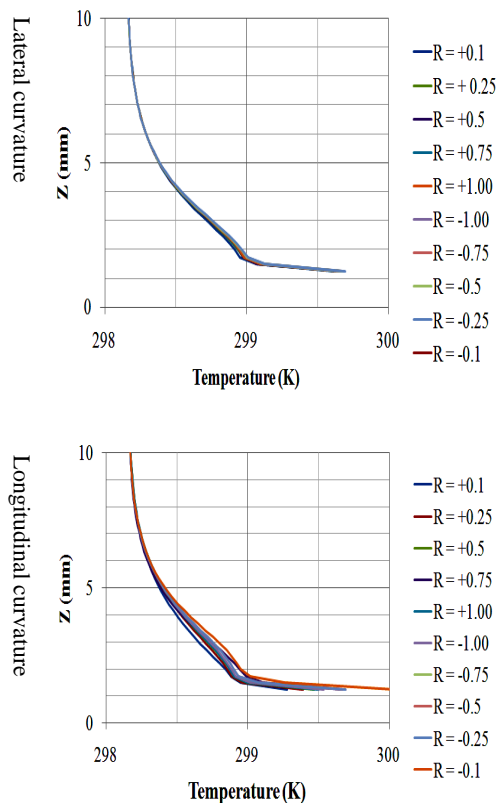 Lateral curvature
Z (mm)
10
5
0
298
299
300
Temperature (K)
R = +0.1
R = + 0.25
R = +0.5
R = +0.75
R = +1.00
R = -1.00
R = -0.75
R = -0.5
R = -0.25
R = -0.1
Longitudinal curvature
Z (mm)
10
5
0
298
299
300
Temperature (K)
R = +0.1
R = +0.25
R = +0.5
R = +0.75
R = +1.00
R = -1.00
R = -0.75
R = -0.5
R = -0.25
R = -0.1